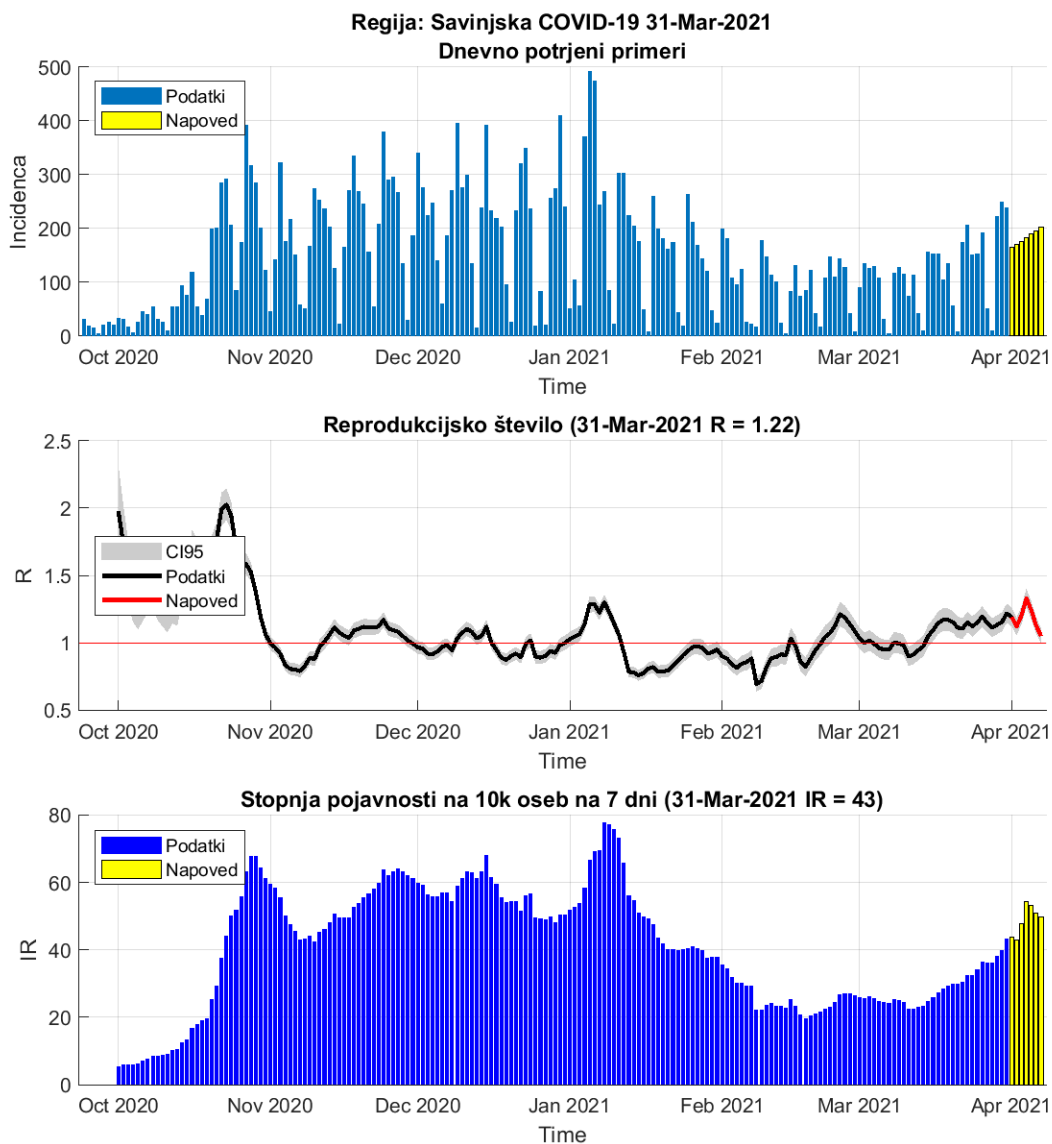 Regija: Savinjska COVID-19 31-Mar-2021
Dnevno potrjeni primeri
500
400
300
200
100
0
Incidenca
Podatki
Napoved
Oct 2020 Nov 2020 Dec 2020 Jan 2021 Feb 2021 Mar 2021 Apr 2021
Time
Reprodukcijsko število (31-Mar-2021 R = 1.22)
2.5
2
1.5
1
0.5
R
CI95
Podatki
Napoved
Oct 2020 Nov 2020 Dec 2020 Jan 2021 Feb 2021 Mar 2021 Apr 2021
Time
Stopnja pojavnosti na 10k oseb na 7 dni (31-Mar-2021 IR = 43)
80
60
40
20
0
IR
Podatki
Napoved
Oct 2020 Nov 2020 Dec 2020 Jan 2021 Feb 2021 Mar 2021 Apr 2021
Time